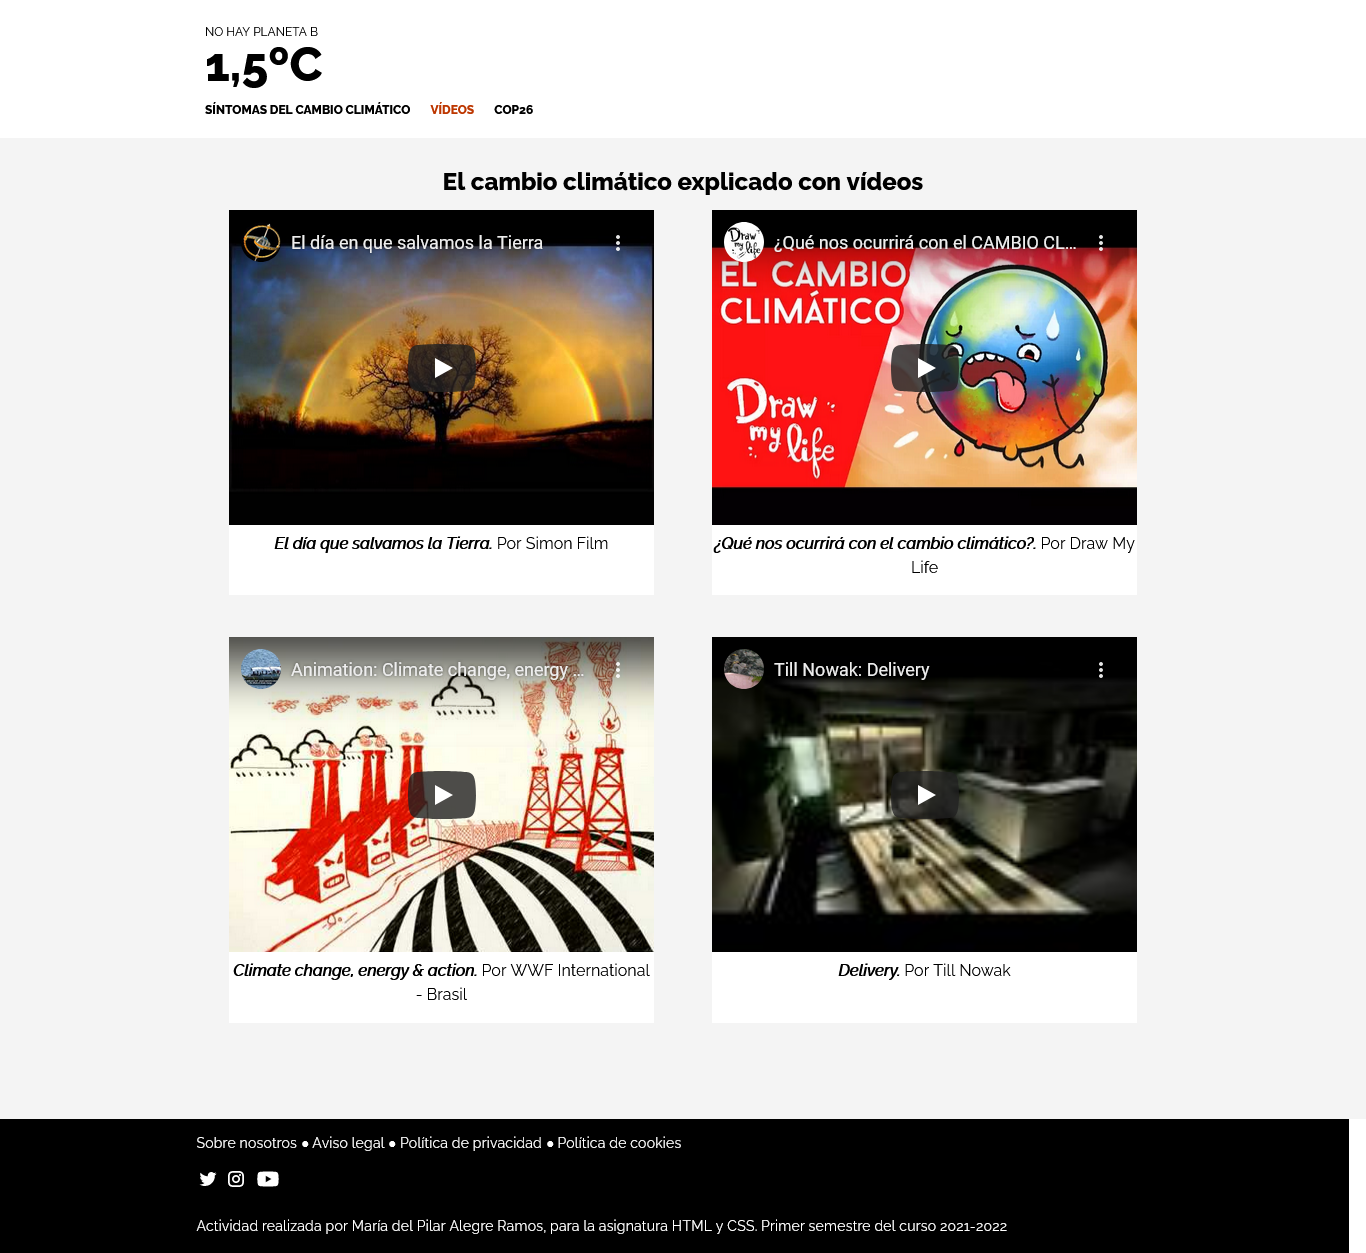 NO HAY PLANETA B
1,5ºC
SÍNTOMAS DEL CAMBIO CLIMÁTICO VÍDEOS COP26
El cambio climático explicado con vídeos
El día en que salvamos la Tierra
El día que salvamos la Tierra. Por Simon Film
Draw my life
¿Qué nos ocurrirá con el CAMBIO CL...
EL CAMBIO
CLIMÁTICO
Draw
my
life
¿Qué nos ocurrirá con el cambio climático?. Por Draw My
Life
Animation: Climate change, energy ...
Climate change, energy & action. Por WWF International
- Brasil
Till Nowak: Delivery
Delivery. Por Till Nowak
Sobre nosotros ● Aviso legal ● Política de privacidad ● Política de cookies
Actividad realizada por María del Pilar Alegre Ramos, para la asignatura HTML y CSS. Primer semestre del curso 2021-2022